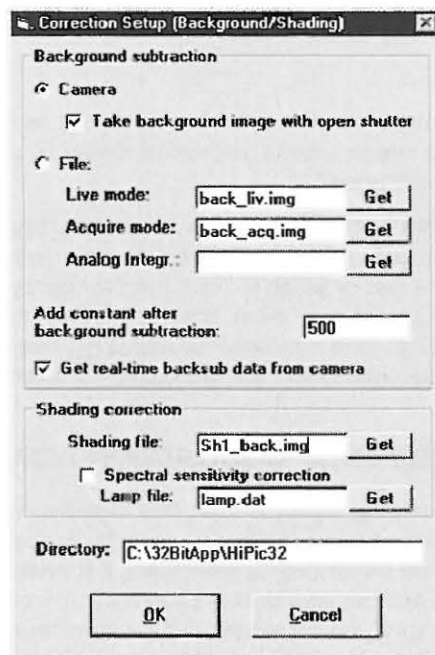 Correction Setup (Background/Shading)
Background subtraction
Camera
Take background image with open shutter
File:
Live mode: back_liv.img Get
Acquire mode: back_acq.img Get
Analog Integr.: Get
Add constant after
background subtraction: 500
Get real-time backsub data from camera
Shading correction
Shading file: Sh1_back.img Get
Spectral sensitivity correction
Lamp file: lamp.dat Get
Directory: C:\32BitApp\HiPic32
OK Cancel